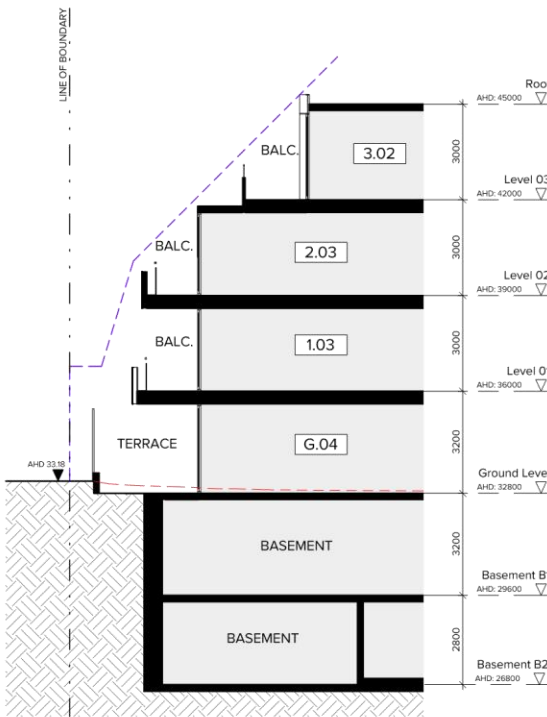 LINE OF BOUNDARY
Roo
AHD: 45000
BALC.
3.02
3000
Level 03
AHD: 42000
BALC.
2.03
3000
Level 02
AHD: 39000
BALC.
1.03
3000
Level 01
AHD: 36000
TERRACE
G.04
3200
AHD 33.18
Ground Leve
AHD: 32800
BASEMENT
3200
Basement B1
AHD: 29600
BASEMENT
2800
Basement B2
AHD: 26800